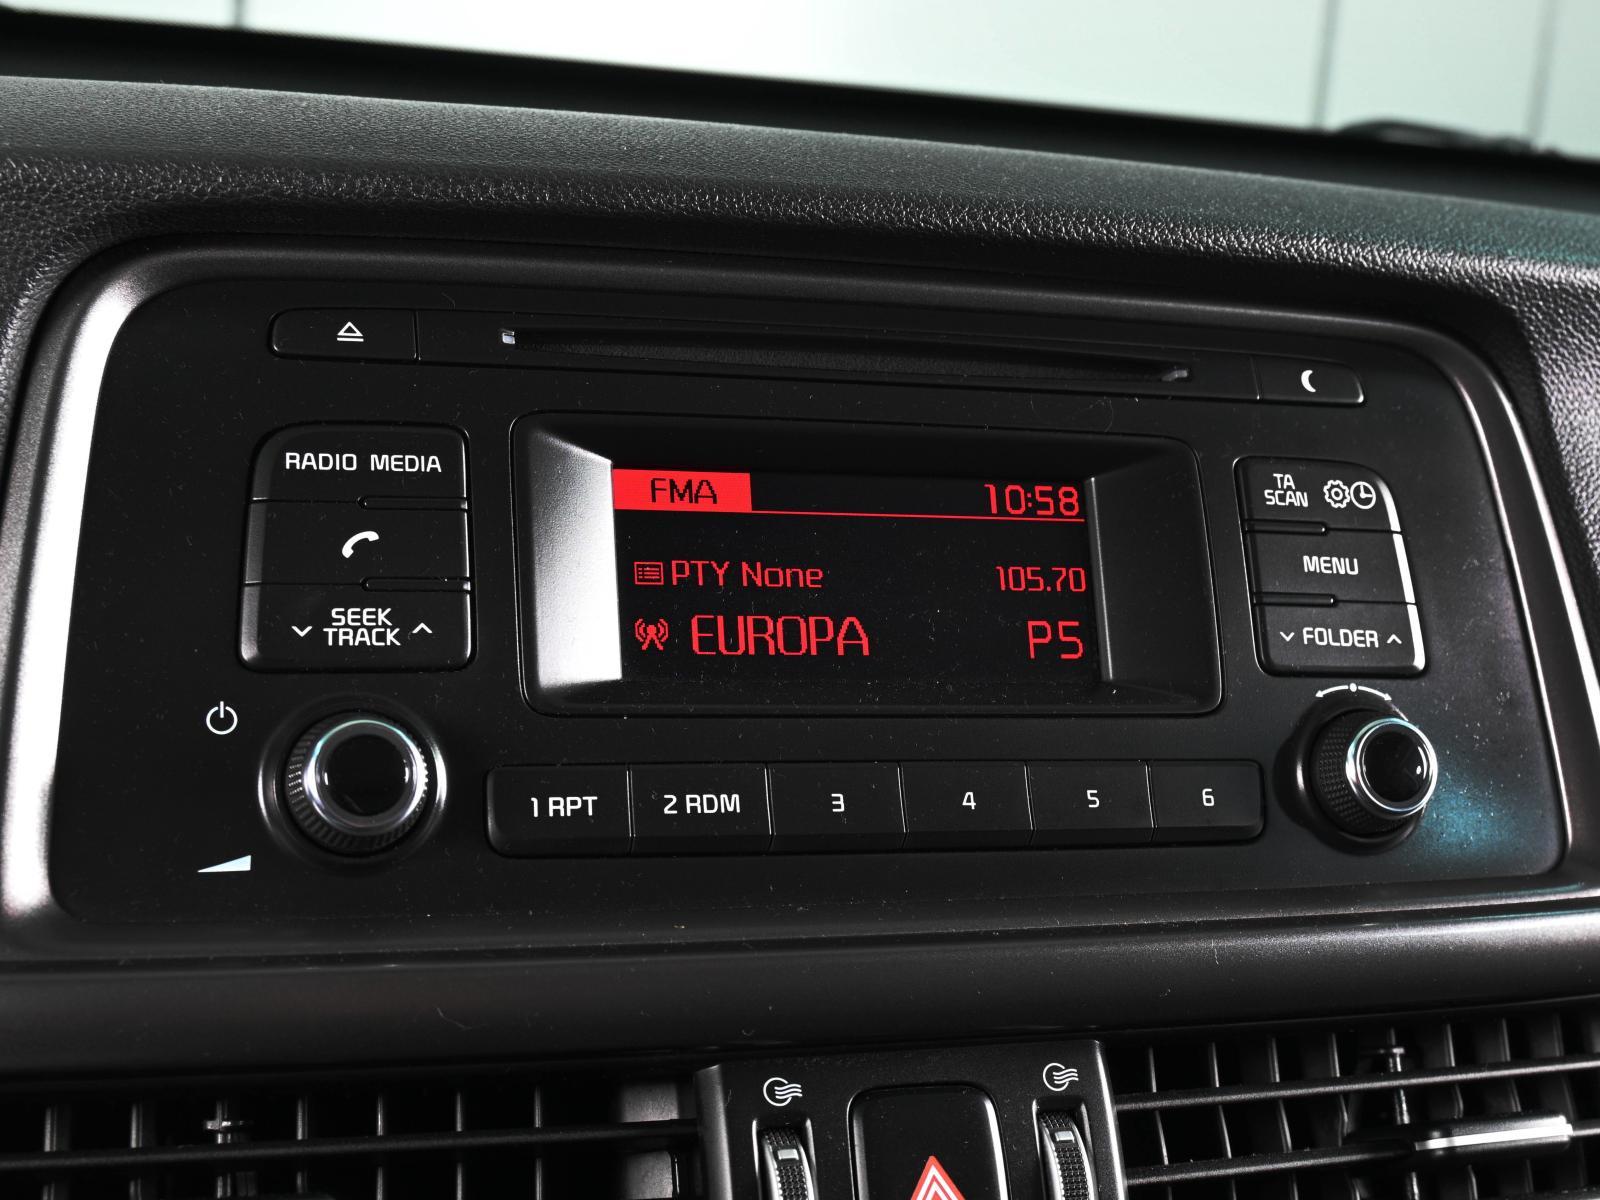 RADIO MEDIA
SEEK
TRACK
FMA 10:58
PTY None 105.70
EUROPA P5
TA
SCAN
MENU
FOLDER
1 RPT 2 RDM 3 4 5 6